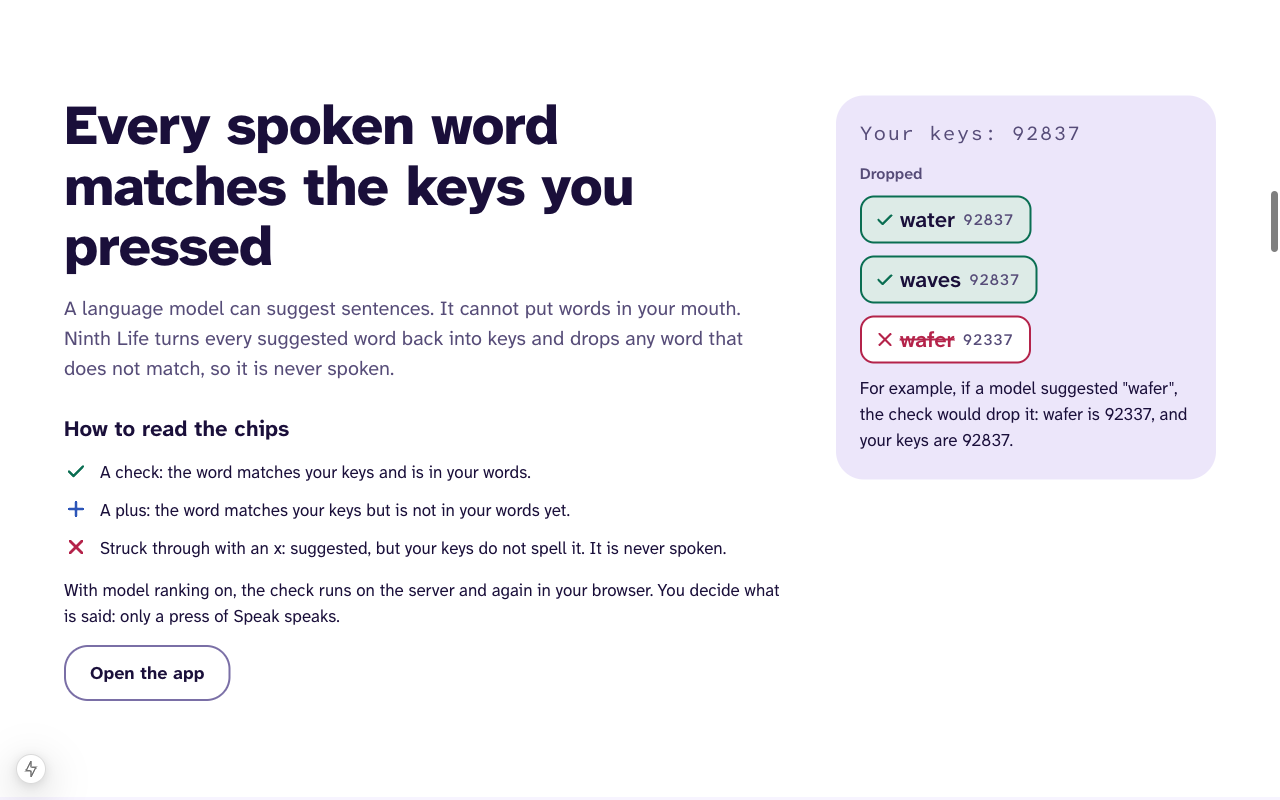 Every spoken word
matches the keys you
pressed
A language model can suggest sentences. It cannot put words in your mouth.
Ninth Life turns every suggested word back into keys and drops any word that
does not match, so it is never spoken.
How to read the chips
A check: the word matches your keys and is in your words.
A plus: the word matches your keys but is not in your words yet.
Struck through with an x: suggested, but your keys do not spell it. It is never spoken.
With model ranking on, the check runs on the server and again in your browser. You decide what
is said: only a press of Speak speaks.
Open the app
Your keys: 92837
Dropped
water 92837
waves 92837
wafer 92337
For example, if a model suggested "wafer",
the check would drop it: wafer is 92337, and
your keys are 92837.